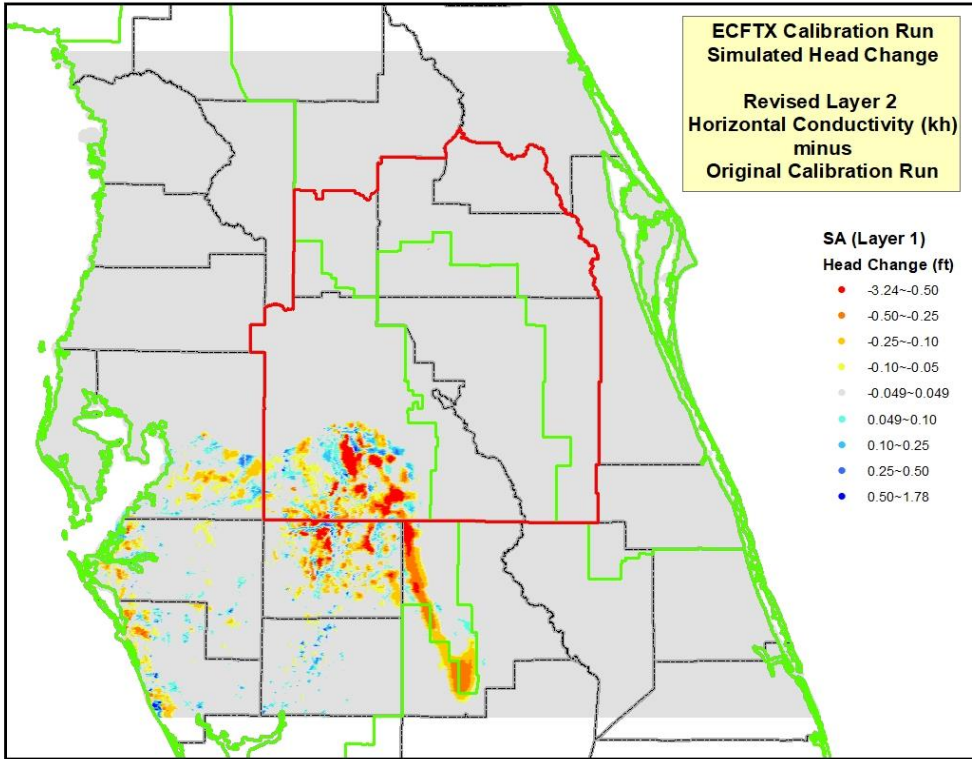 ECFTX Calibration Run
Simulated Head Change
Revised Layer 2
Horizontal Conductivity (kh)
minus
Original Calibration Run
SA (Layer 1)
Head Change (ft)
-3.24~-0.50
-0.50~-0.25
-0.25~-0.10
-0.10~-0.05
-0.049~0.049
0.049~0.10
0.10~0.25
0.25~0.50
0.50~1.78